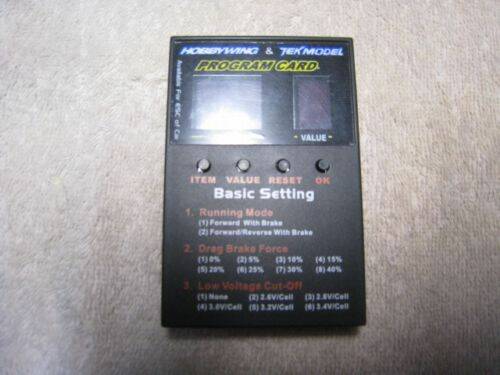 HOBBYWING & TEKMODEL
PROGRAM CARD
Available For ESC of Car
VALUE
ITEM VALUE RESET OK
Basic Setting
1. Running Mode
(1) Forward With Brake
(2) Forward/Reverse With Brake
2. Drag Brake Force
(1) 0% (2) 5% (3) 10% (4) 15%
(5) 20% (6) 25% (7) 30% (8) 40%
3. Low Voltage Cut-Off
(1) None (2) 2.6V/Cell (3) 2.8V/Cell
(4) 3.0V/Cell (5) 3.2V/Cell (6) 3.4V/Cell